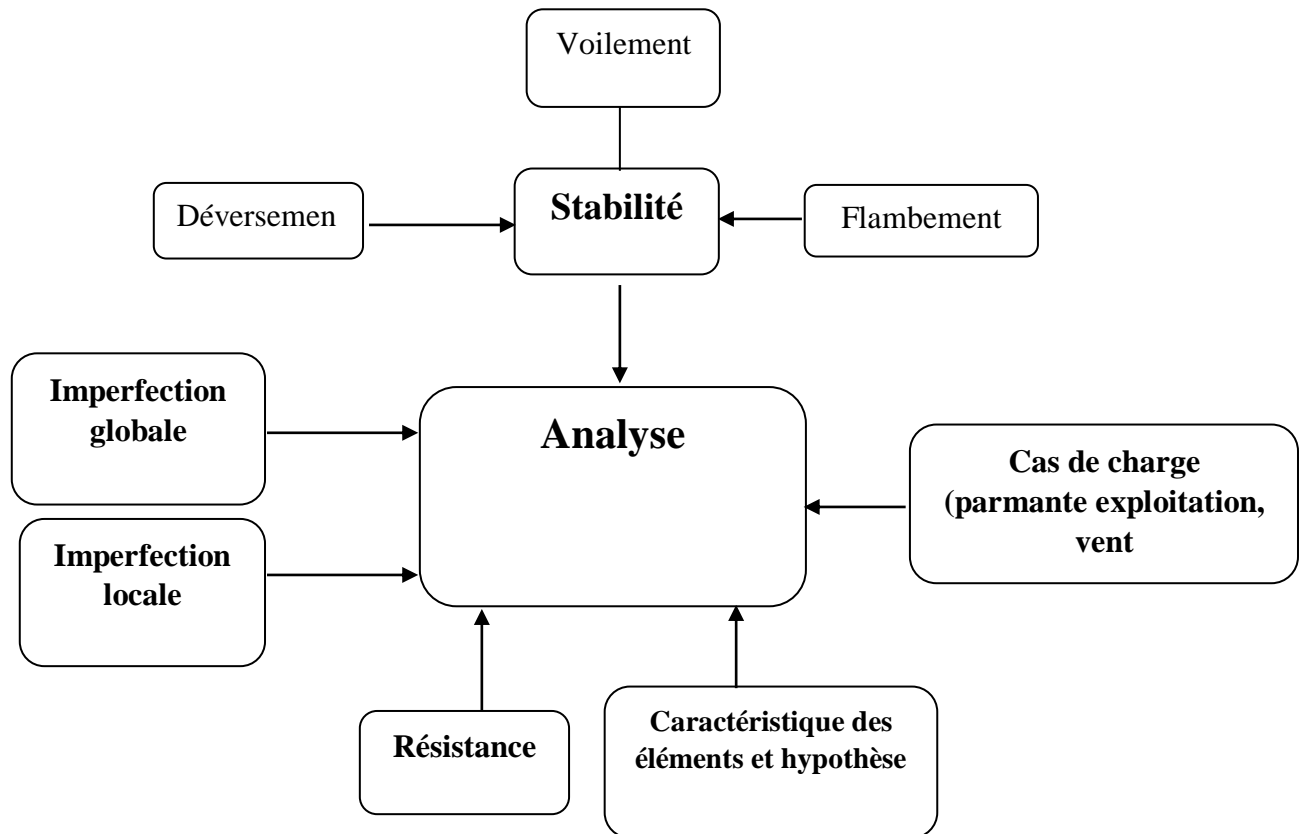 Voilement
Déversemen
Stabilité
Flambement
Imperfection
globale
Analyse
Cas de charge
(parmante exploitation,
vent
Imperfection
locale
Résistance
Caractéristique des
éléments et hypothèse